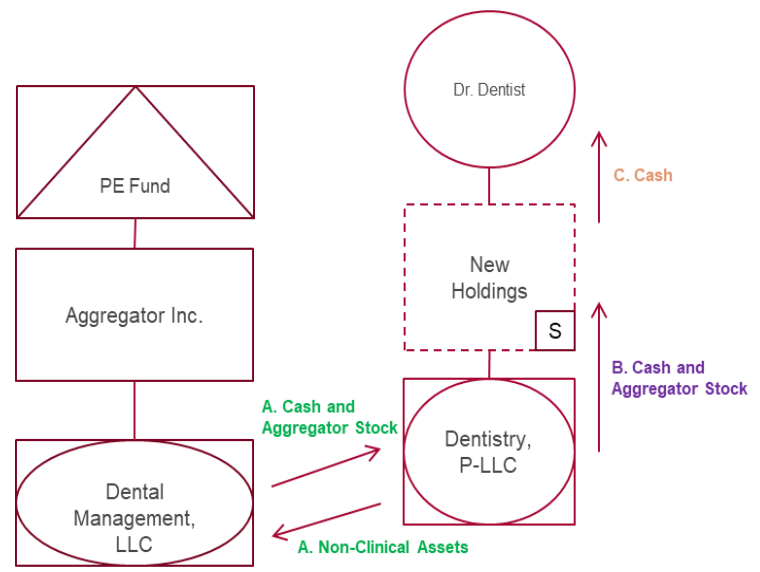 Dr. Dentist
PE Fund
C. Cash
New
Holdings
S
Aggregator Inc.
B. Cash and
Aggregator Stock
A. Cash and
Aggregator Stock
Dentistry,
P-LLC
Dental
Management,
LLC
A. Non-Clinical Assets